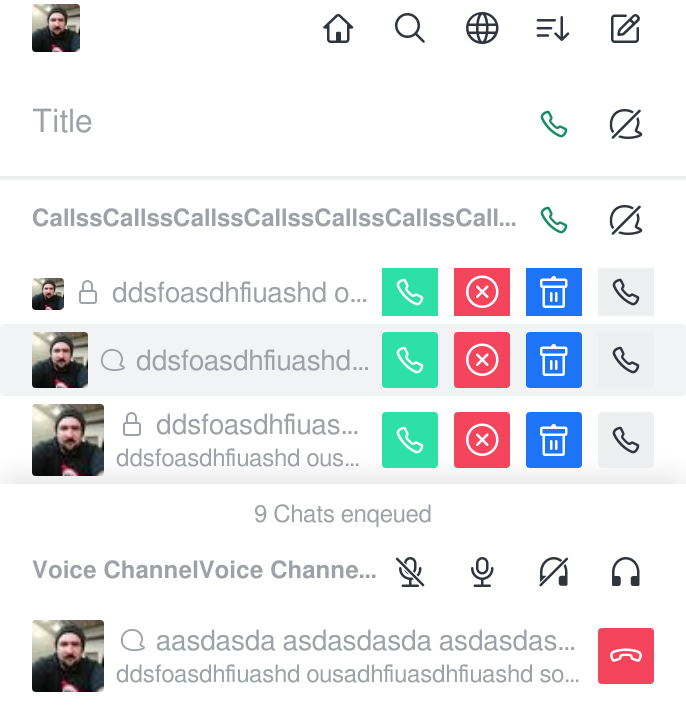 Title
CallssCallssCallssCallssCallssCallssCall...
ddsfoasdhfiuashd o...
ddsfoasdhfiuashd...
ddsfoasdhfiuas...
ddsfoasdhfiuashd ous...
9 Chats enqeued
Voice ChannelVoice Channe...
aasdasda asdasdasda asdasdas...
ddsfoasdhfiuashd ousadhfiuasdhfiuashd so...